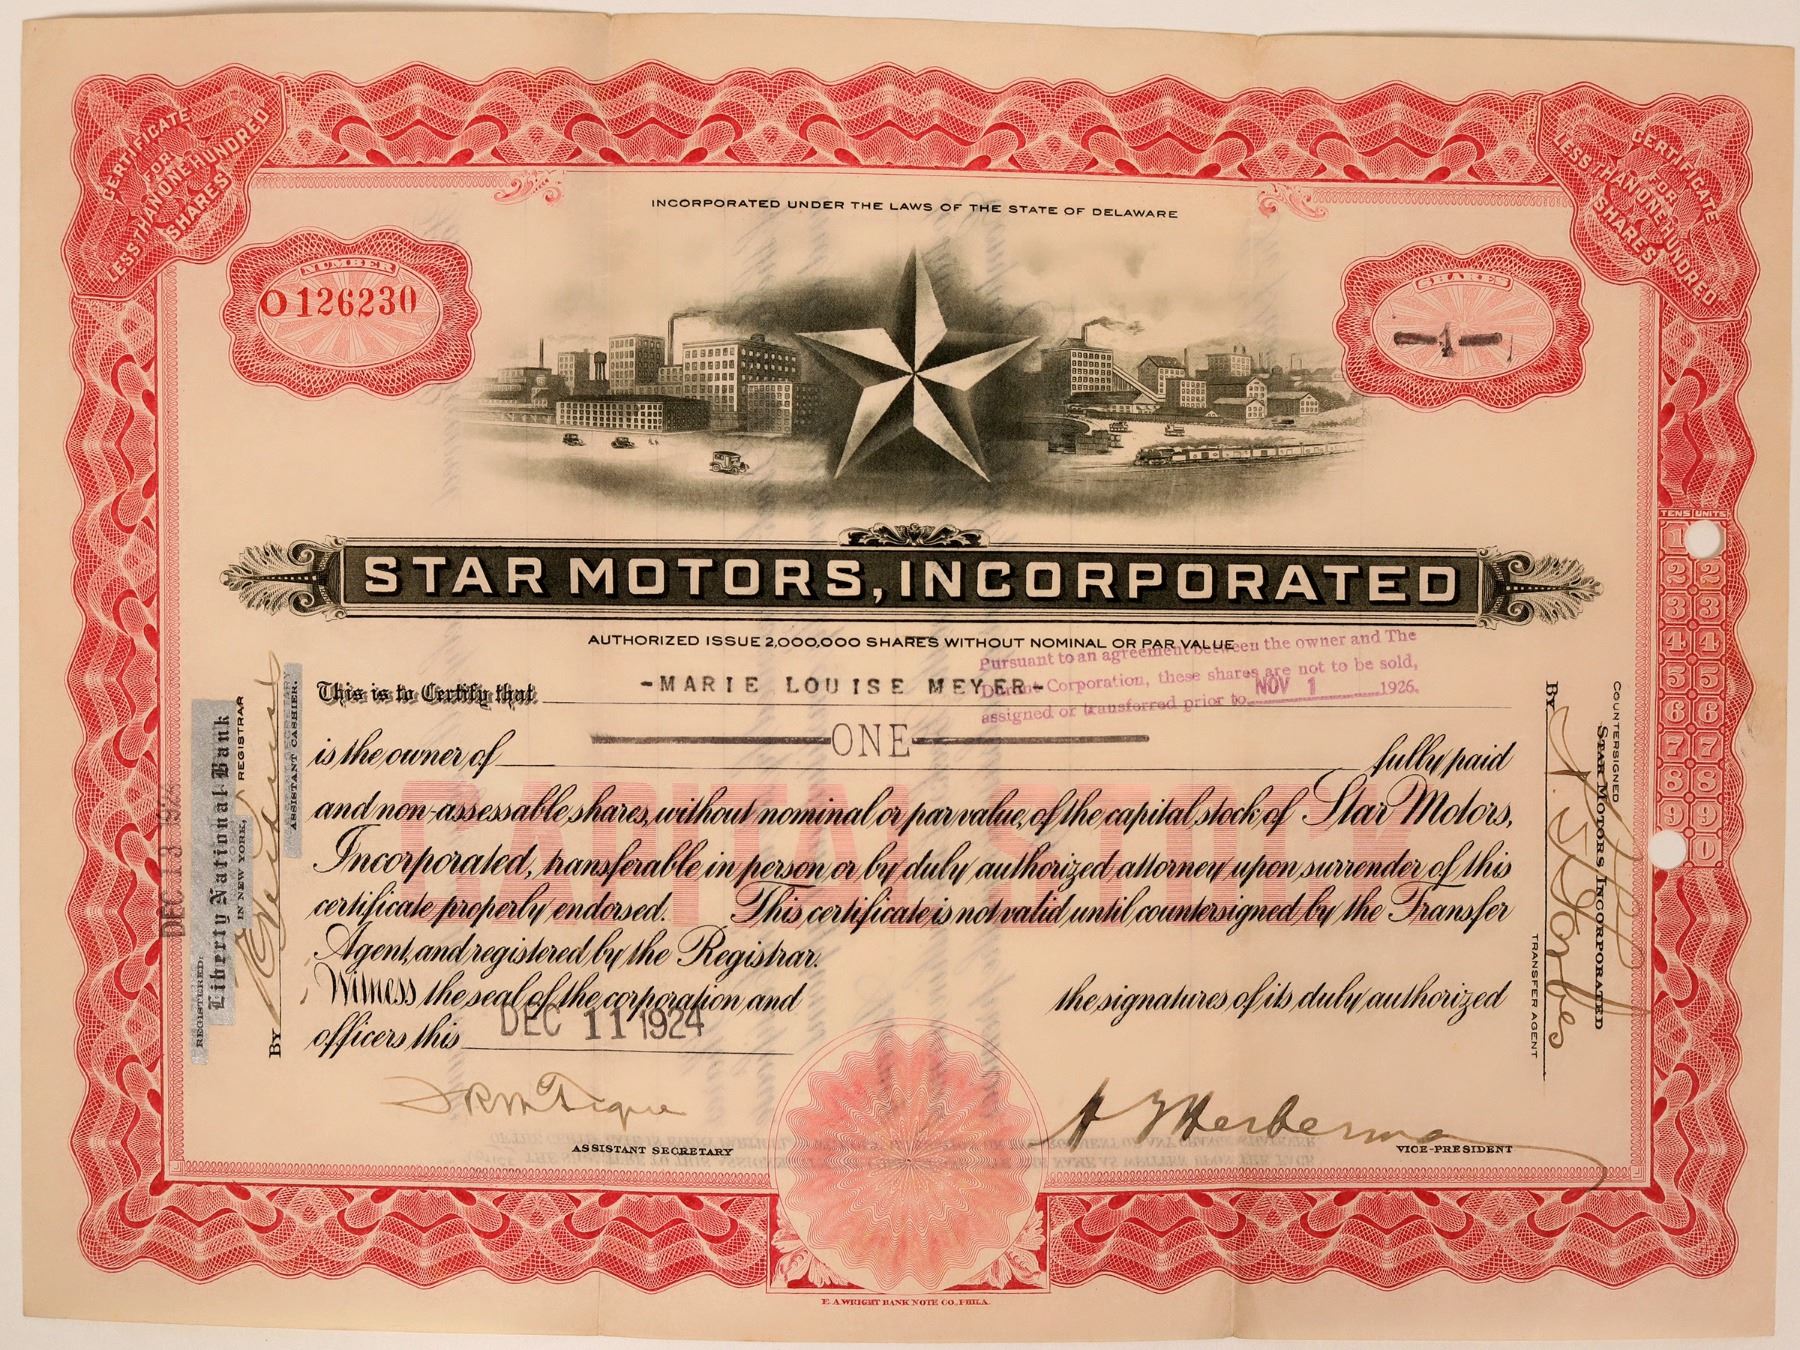 CERTIFICATE
FOR
LESS THAN ONE HUNDRED
SHARES
CERTIFICATE
FOR
LESS THAN ONE HUNDRED
SHARES
INCORPORATED UNDER THE LAWS OF THE STATE OF DELAWARE
NUMBER
O126230
SHARES
-1-
STAR MOTORS, INCORPORATED
AUTHORIZED ISSUE 2,000,000 SHARES WITHOUT NOMINAL OR PAR VALUE
Pursuant to an agreement between the owner and The
Corporation, these shares are not to be sold,
assigned or transferred prior to NOV 1 1926.
This is to Certify that -MARIE LOUISE MEYER-
is the owner of ONE fully paid
and non-assessable shares, without nominal or par value, of the capital stock of Star Motors,
Incorporated, transferable in person or by duly authorized attorney upon surrender of this
certificate properly endorsed. This certificate is not valid until countersigned by the Transfer
Agent, and registered by the Registrar.
Witness the seal of the corporation and the signatures of its duly authorized
officers this DEC 11 1924
CAPITAL STOCK
ASSISTANT SECRETARY
VICE-PRESIDENT
E. A. WRIGHT BANK NOTE CO. PHILA.
DEC 13
REGISTERED:
Liberty National Bank
IN NEW YORK, REGISTRAR
BY
ASSISTANT CASHIER.
COUNTERSIGNED
STAR MOTORS INCORPORATED
TRANSFER AGENT
BY
Forbes
TENS UNITS
1
2 2
3 3
4 4
5 5
6 6
7 7
8 8
9 9
0